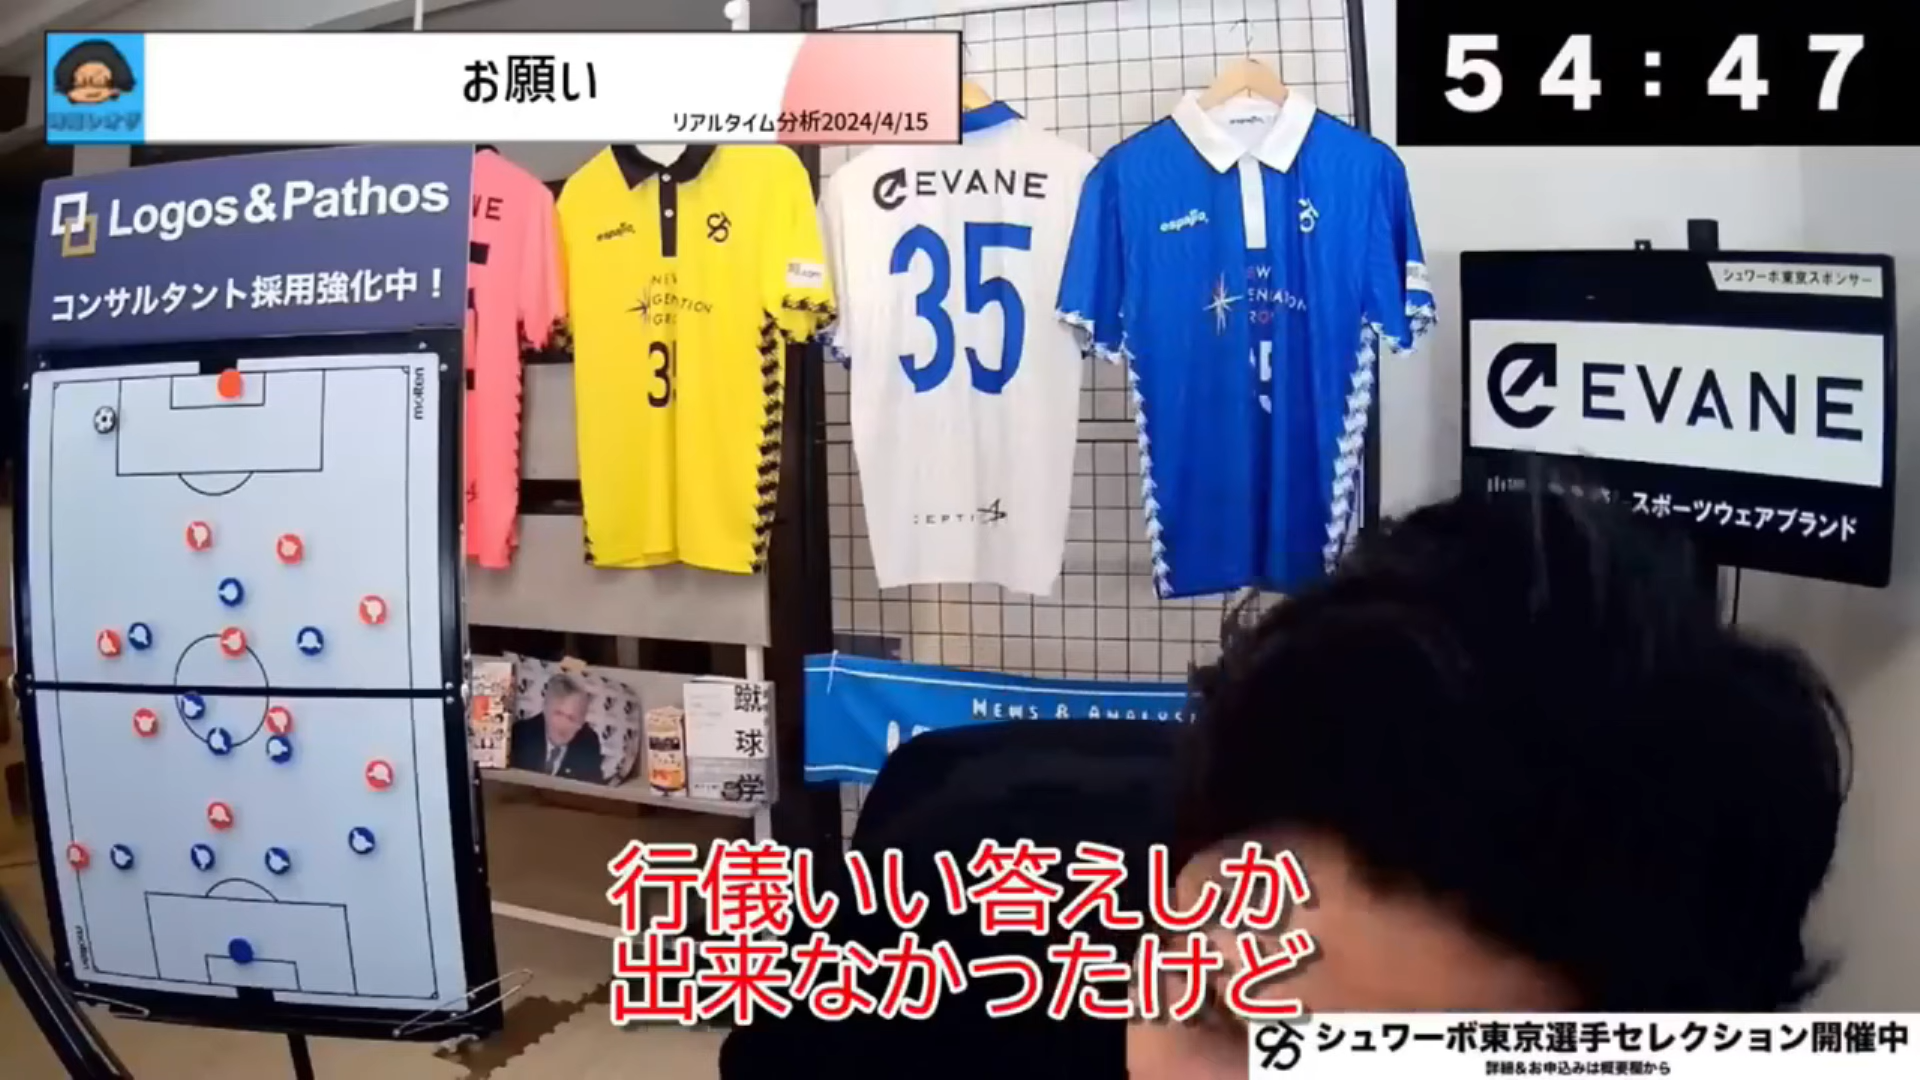 お願い
リアルタイム分析2024/4/15
54:47
Logos&Pathos
コンサルタント採用強化中！
molten
espajio
EVANE
35
espajio
シュワーボ東京スポンサー
EVANE
スポーツウェアブランド
蹴球学
NEWS & ANALYSI
行儀いい答えしか
出来なかったけど
シュワーボ東京選手セレクション開催中
詳細&お申込みは概要欄から